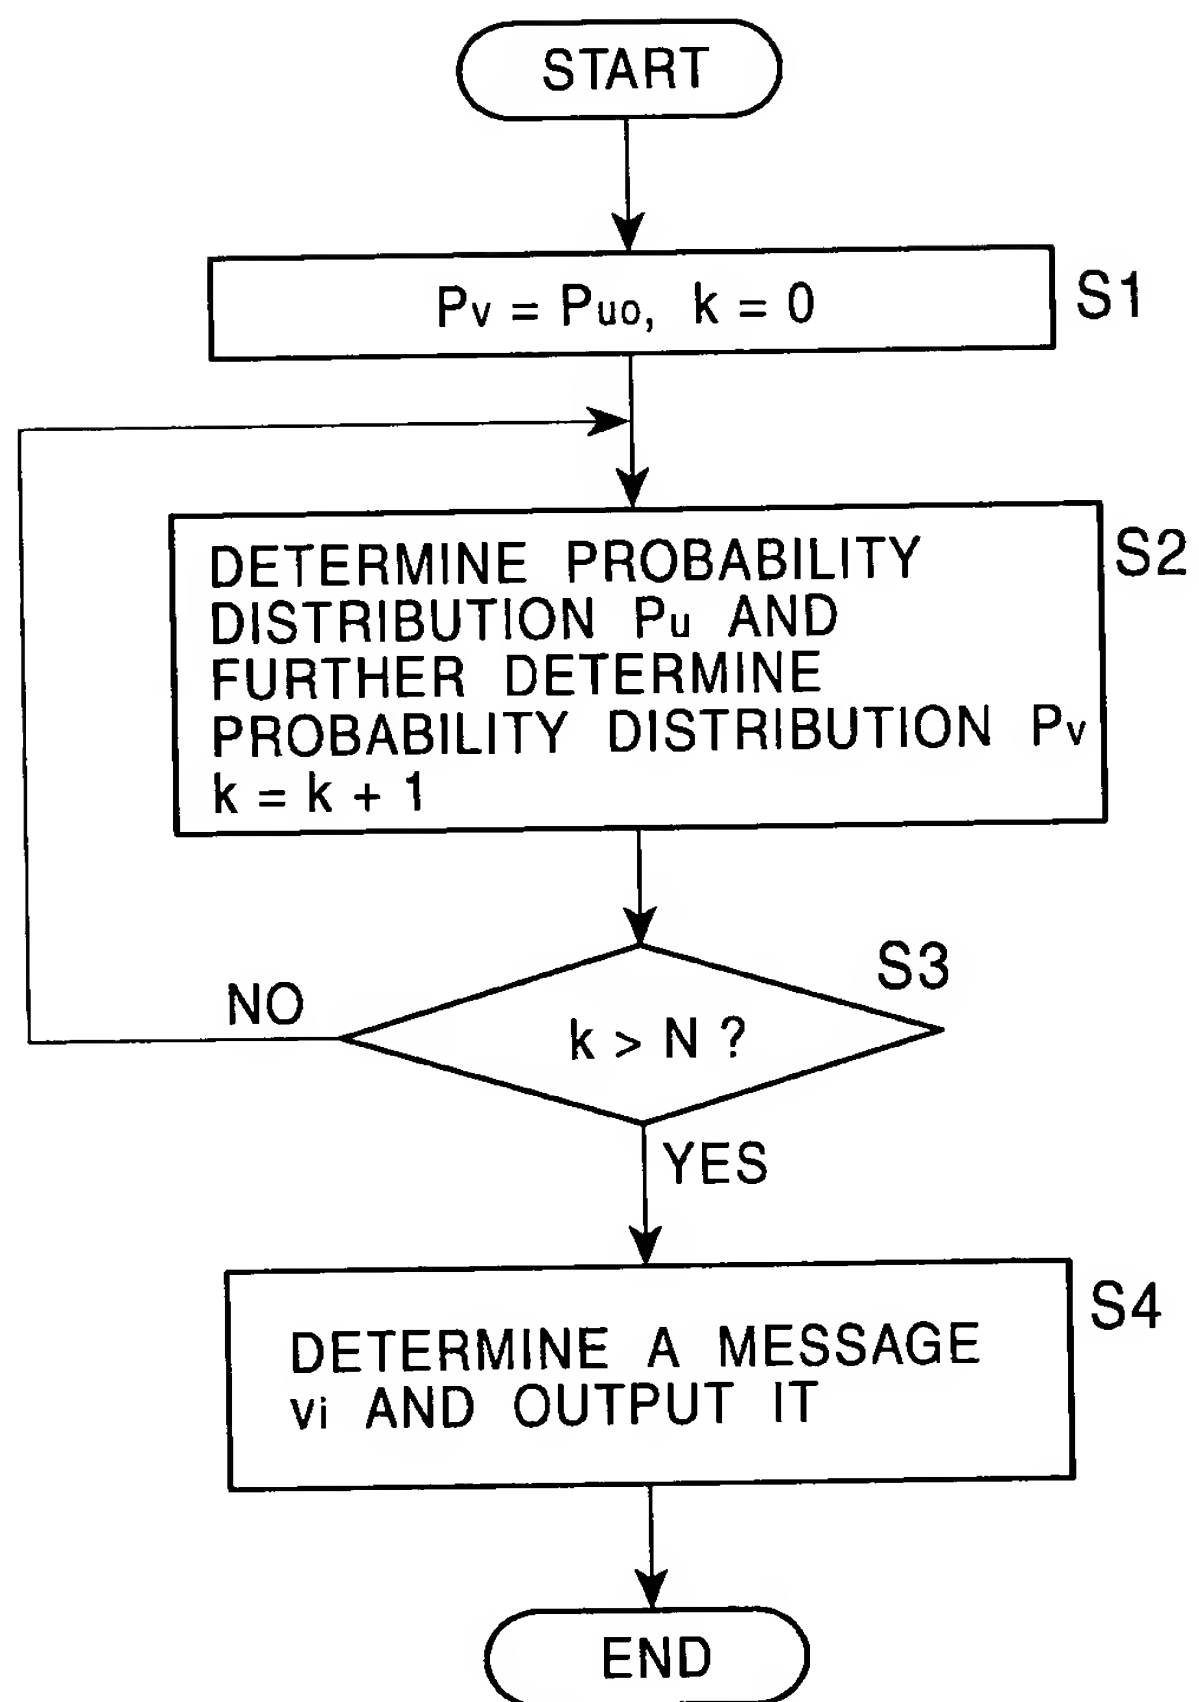 START
Pv = Puo, k = 0
S1
DETERMINE PROBABILITY
DISTRIBUTION Pu AND
FURTHER DETERMINE
PROBABILITY DISTRIBUTION Pv
k = k + 1
S2
S3
NO
k > N ?
YES
S4
DETERMINE A MESSAGE
vi AND OUTPUT IT
END